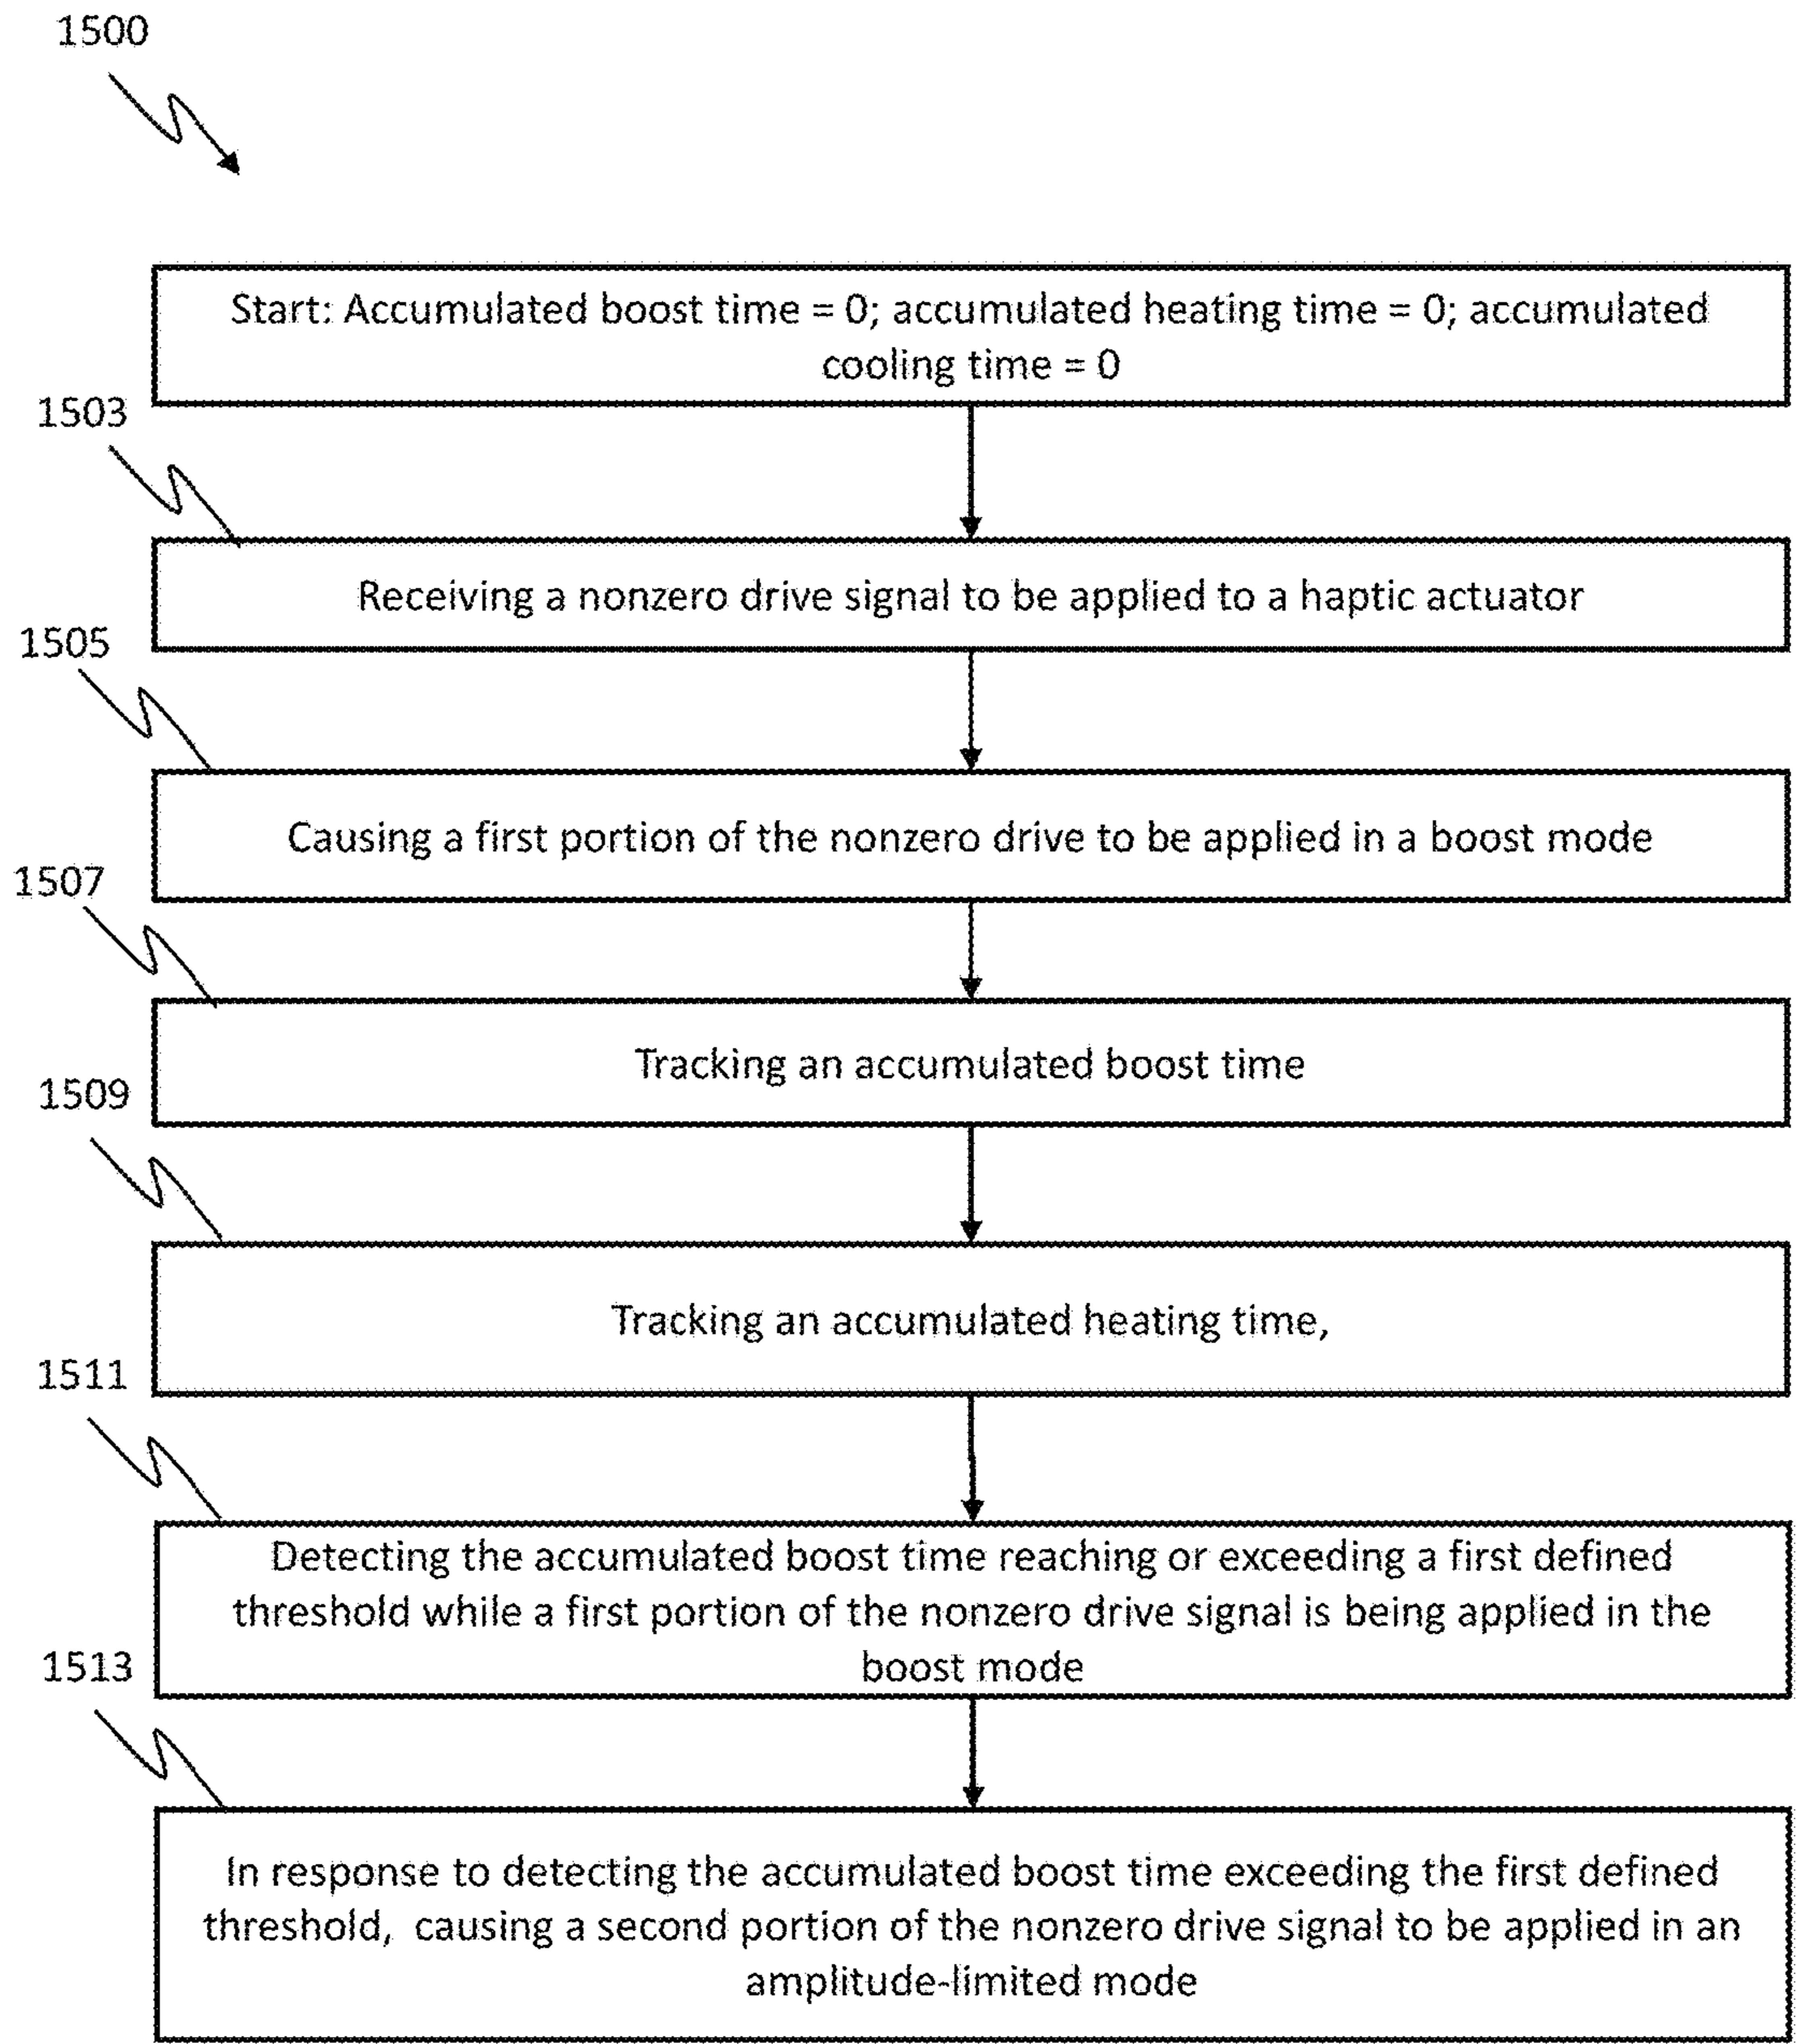 1500
Start: Accumulated boost time = 0; accumulated heating time = 0; accumulated
cooling time = 0
1503
Receiving a nonzero drive signal to be applied to a haptic actuator
1505
Causing a first portion of the nonzero drive to be applied in a boost mode
1507
Tracking an accumulated boost time
1509
Tracking an accumulated heating time,
1511
Detecting the accumulated boost time reaching or exceeding a first defined
threshold while a first portion of the nonzero drive signal is being applied in the
boost mode
1513
In response to detecting the accumulated boost time exceeding the first defined
threshold, causing a second portion of the nonzero drive signal to be applied in an
amplitude-limited mode